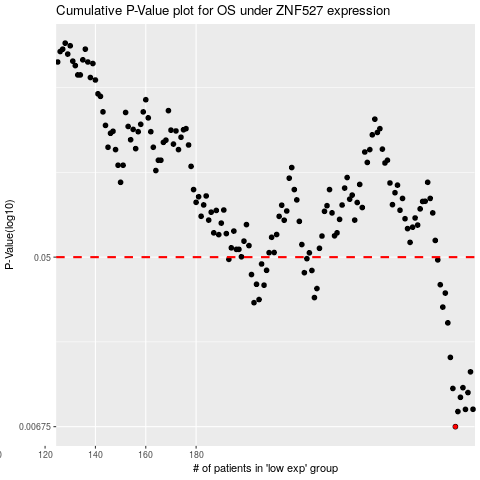 Cumulative P-Value plot for OS under ZNF527 expression
P-Value(log10)
0.05
0.00675
0 120 140 160 180
# of patients in 'low exp' group